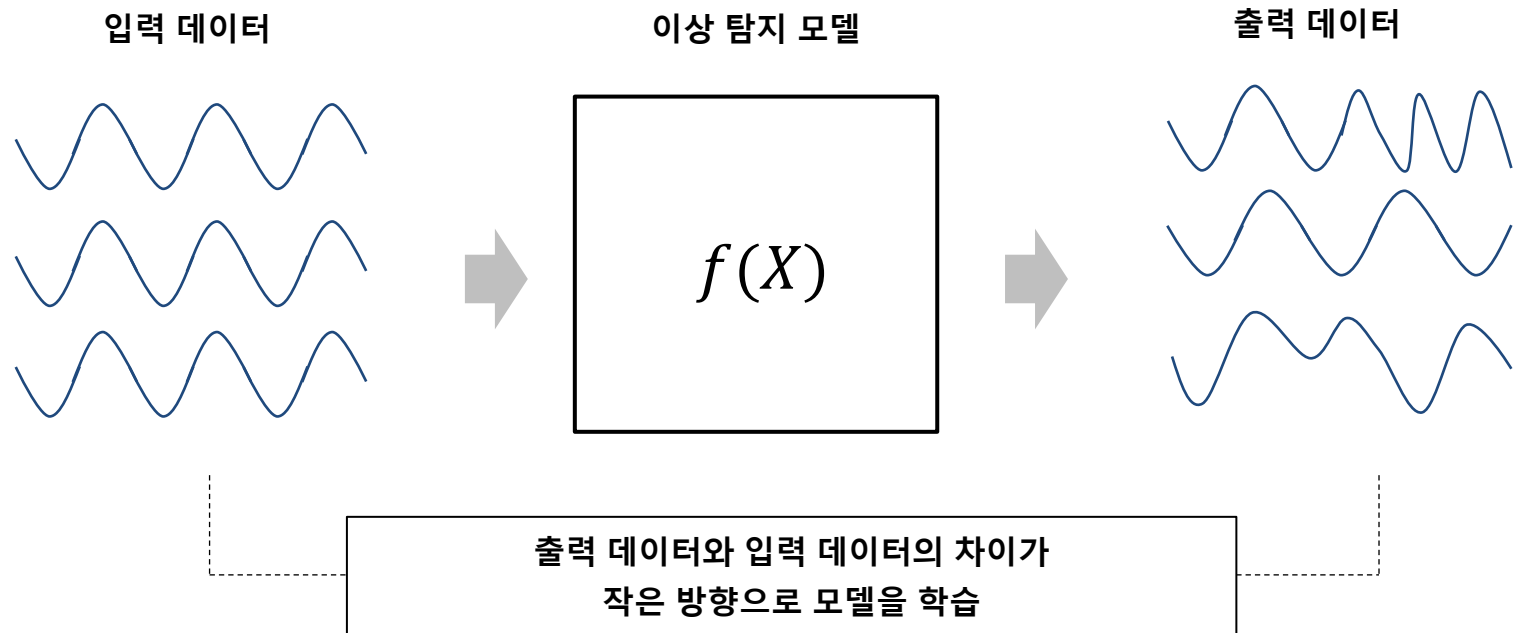 입력 데이터
이상 탐지 모델
출력 데이터
f(X)
출력 데이터와 입력 데이터의 차이가
작은 방향으로 모델을 학습